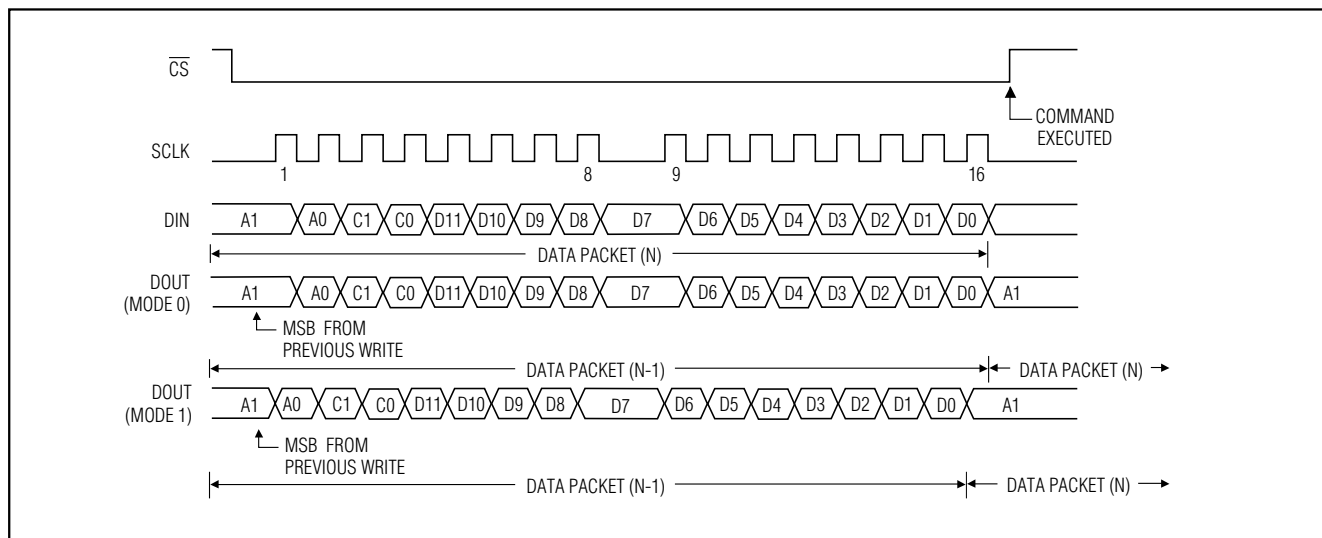 CS
COMMAND
EXECUTED
SCLK
1 8 9 16
DIN A1 A0 C1 C0 D11 D10 D9 D8 D7 D6 D5 D4 D3 D2 D1 D0
DATA PACKET (N)
DOUT
(MODE 0)
A1 A0 C1 C0 D11 D10 D9 D8 D7 D6 D5 D4 D3 D2 D1 D0 A1
MSB FROM
PREVIOUS WRITE
DATA PACKET (N-1) DATA PACKET (N)
DOUT
(MODE 1)
A1 A0 C1 C0 D11 D10 D9 D8 D7 D6 D5 D4 D3 D2 D1 D0 A1
MSB FROM
PREVIOUS WRITE
DATA PACKET (N-1) DATA PACKET (N)